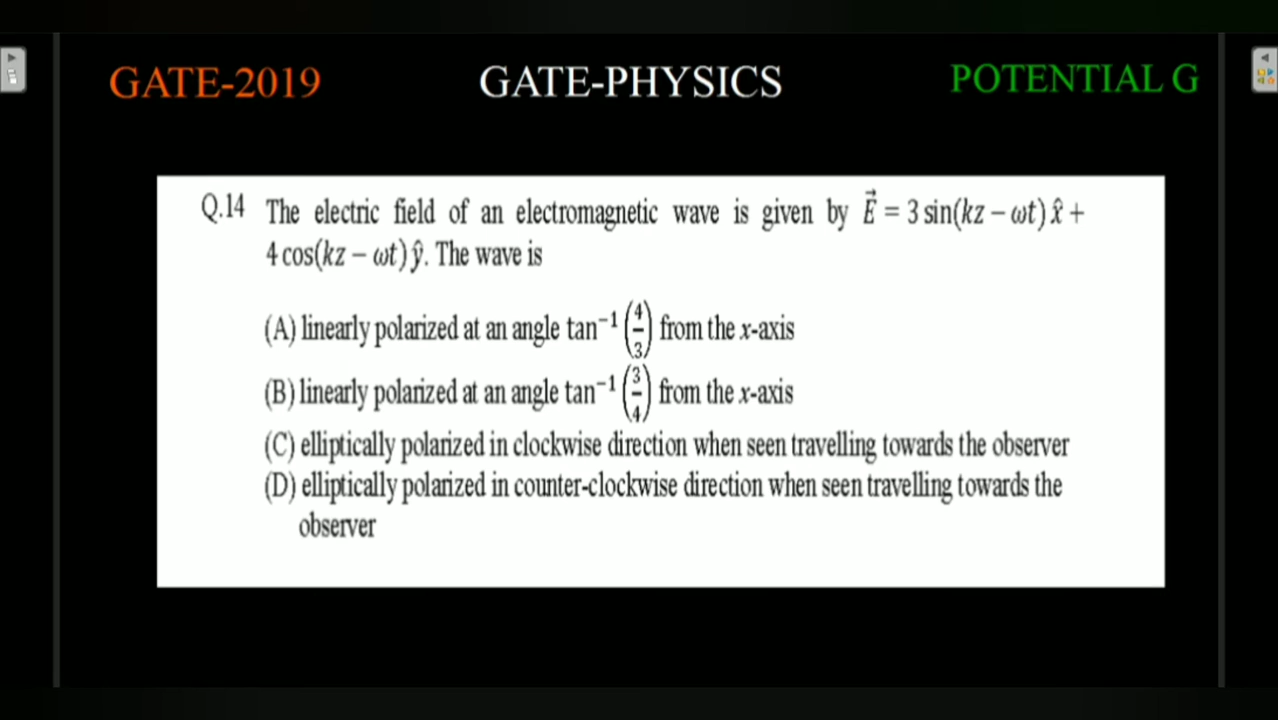 GATE-2019 GATE-PHYSICS POTENTIAL G
Q.14 The electric field of an electromagnetic wave is given by E⃗ = 3 sin(kz − ωt) x̂ +
4 cos(kz − ωt) ŷ. The wave is
(A) linearly polarized at an angle tan⁻¹ (4/3) from the x-axis
(B) linearly polarized at an angle tan⁻¹ (3/4) from the x-axis
(C) elliptically polarized in clockwise direction when seen travelling towards the observer
(D) elliptically polarized in counter-clockwise direction when seen travelling towards the
observer